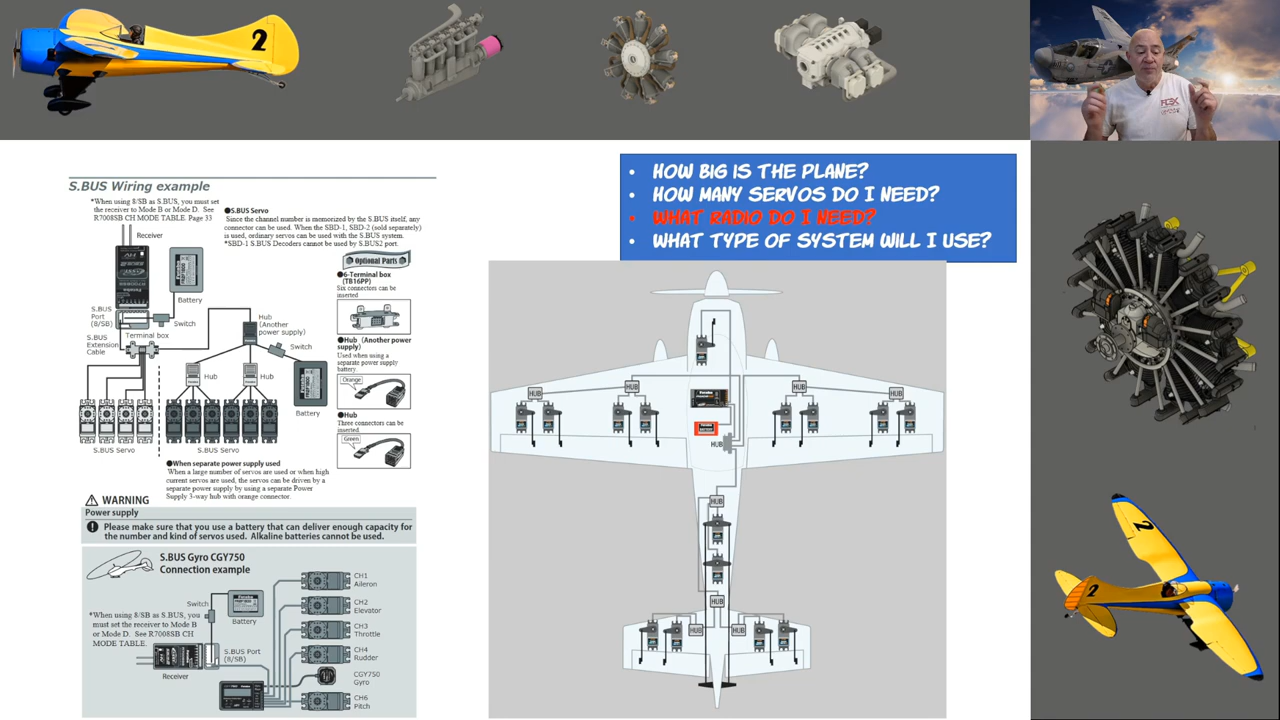 2
S.BUS Wiring example
*When using 8/SB as S.BUS, you must set
the receiver to Mode B or Mode D. See
R7008SB CH MODE TABLE. Page 33
●S.BUS Servo
Since the channel number is memorized by the S.BUS itself, any
connector can be used. When the SBD-1, SBD-2 (sold separately)
is used, ordinary servos can be used with the S.BUS system.
*SBD-1 S.BUS Decoders cannot be used by S.BUS2 port.
Receiver
Battery
S.BUS
Port
(8/SB)
Switch
Terminal box
S.BUS
Extension
Cable
Hub
(Another
power supply)
Switch
Hub
Hub
Battery
S.BUS Servo
S.BUS Servo
Optional Parts
●6-Terminal box
(TB16PP)
Six connectors can be
inserted
●Hub (Another power
supply)
Used when using a
separate power supply
battery.
Orange
●Hub
Three connectors can be
inserted.
Green
●When separate power supply used
When a large number of servos are used or when high
current servos are used, the servos can be driven by a
separate power supply by using a separate Power
Supply 3-way hub with orange connector.
WARNING
Power supply
Please make sure that you use a battery that can deliver enough capacity for
the number and kind of servos used. Alkaline batteries cannot be used.
S.BUS Gyro CGY750
Connection example
Switch
Battery
*When using 8/SB as S.BUS, you
must set the receiver to Mode B
or Mode D. See R7008SB CH
MODE TABLE.
S.BUS Port
(8/SB)
Receiver
CH1
Aileron
CH2
Elevator
CH3
Throttle
CH4
Rudder
CGY750
Gyro
CH6
Pitch
• HOW BIG IS THE PLANE?
• HOW MANY SERVOS DO I NEED?
• WHAT RADIO DO I NEED?
• WHAT TYPE OF SYSTEM WILL I USE?
HUB
HUB
HUB
HUB
HUB
HUB
HUB
HUB
HUB
2
2